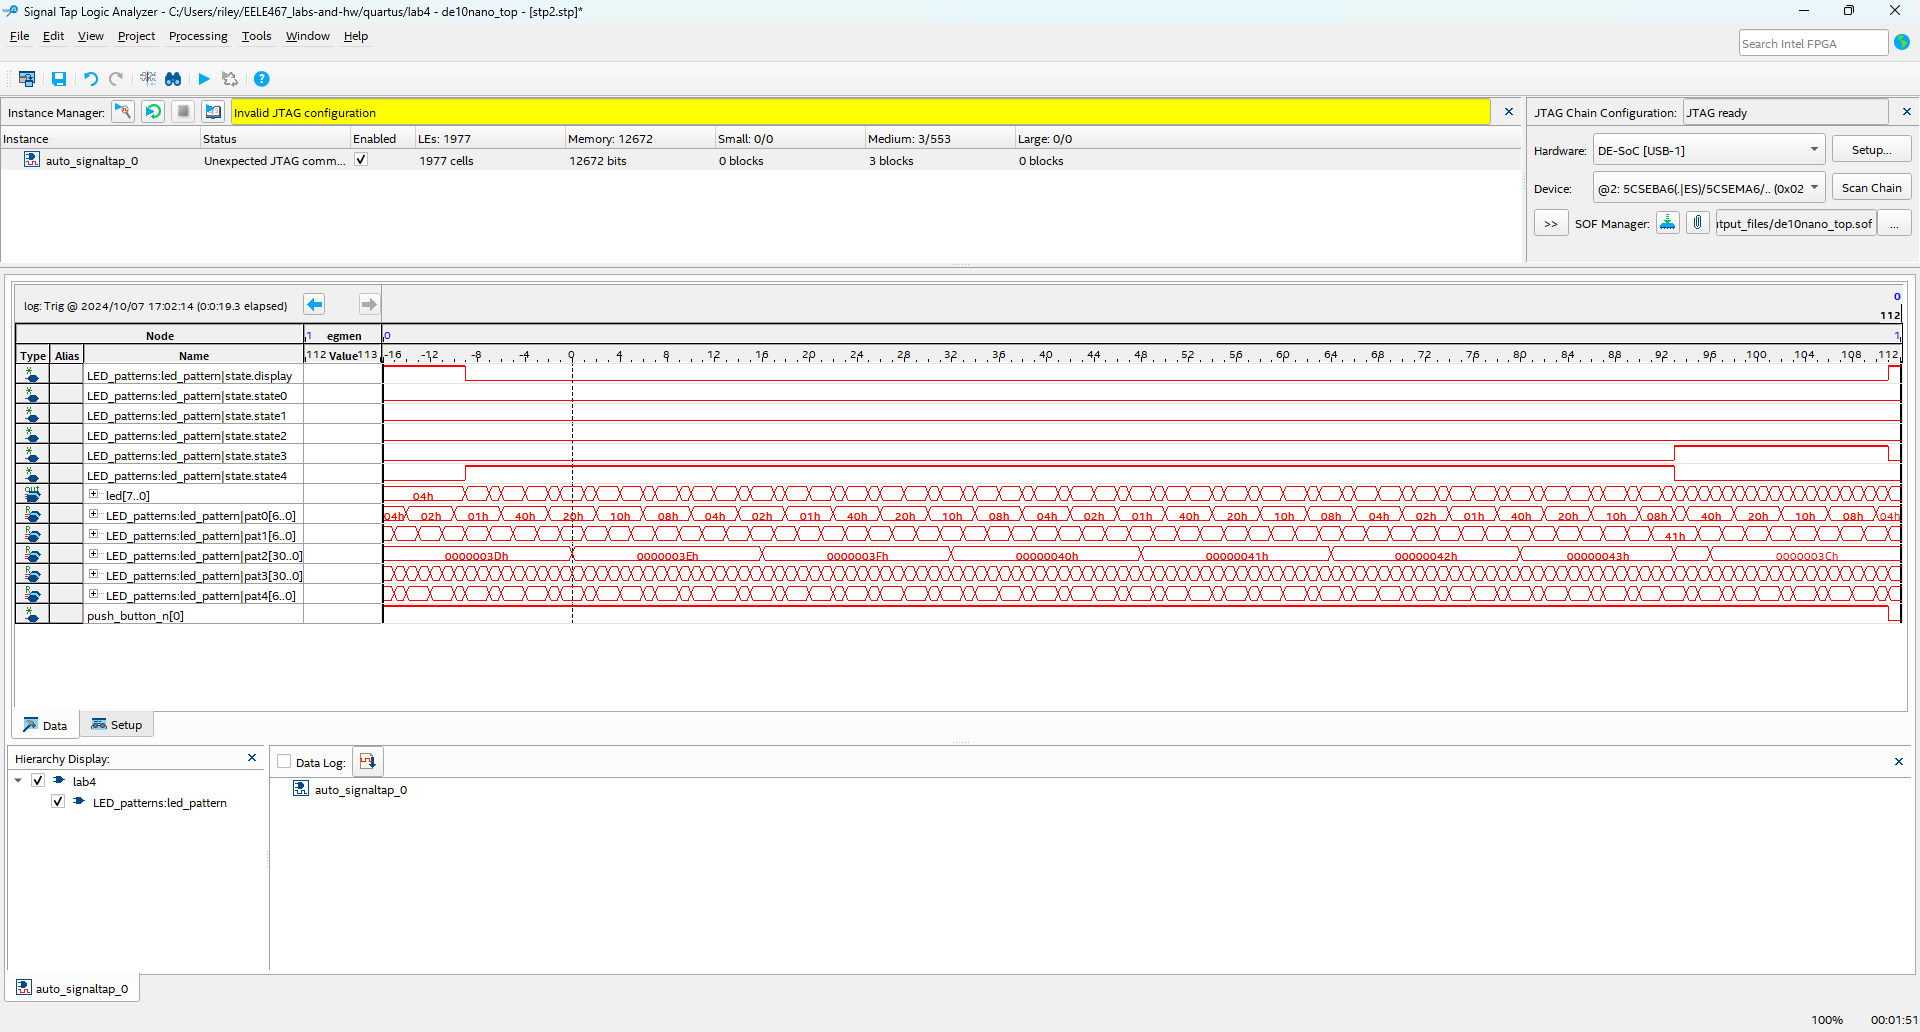 Signal Tap Logic Analyzer - C:/Users/riley/EELE467_labs-and-hw/quartus/lab4 - de10nano_top - [stp2.stp]*
File Edit View Project Processing Tools Window Help
Search Intel FPGA
Instance Manager: Invalid JTAG configuration
JTAG Chain Configuration: JTAG ready
Instance Status Enabled LEs: 1977 Memory: 12672 Small: 0/0 Medium: 3/553 Large: 0/0
auto_signaltap_0 Unexpected JTAG comm... 1977 cells 12672 bits 0 blocks 3 blocks 0 blocks
Hardware: DE-SoC [USB-1] Setup...
Device: @2: 5CSEBA6(.|ES)/5CSEMA6/.. (0x02 Scan Chain
>> SOF Manager: tput_files/de10nano_top.sof ...
log: Trig @ 2024/10/07 17:02:14 (0:0:19.3 elapsed)
0
112
Node 1 egmen 0 1
Type Alias Name 112 Value 113 -16 -12 -8 -4 0 4 8 12 16 20 24 28 32 36 40 44 48 52 56 60 64 68 72 76 80 84 88 92 96 100 104 108 112
LED_patterns:led_pattern|state.display
LED_patterns:led_pattern|state.state0
LED_patterns:led_pattern|state.state1
LED_patterns:led_pattern|state.state2
LED_patterns:led_pattern|state.state3
LED_patterns:led_pattern|state.state4
led[7..0] 04h
LED_patterns:led_pattern|pat0[6..0] 04h 02h 01h 40h 20h 10h 08h 04h 02h 01h 40h 20h 10h 08h 04h 02h 01h 40h 20h 10h 08h 04h 02h 01h 40h 20h 10h 08h 40h 20h 10h 08h 04h
LED_patterns:led_pattern|pat1[6..0] 41h
LED_patterns:led_pattern|pat2[30..0] 0000003Dh 0000003Eh 0000003Fh 00000040h 00000041h 00000042h 00000043h 0000003Ch
LED_patterns:led_pattern|pat3[30..0]
LED_patterns:led_pattern|pat4[6..0]
push_button_n[0]
Data Setup
Hierarchy Display:
lab4
LED_patterns:led_pattern
Data Log:
auto_signaltap_0
auto_signaltap_0
100% 00:01:51